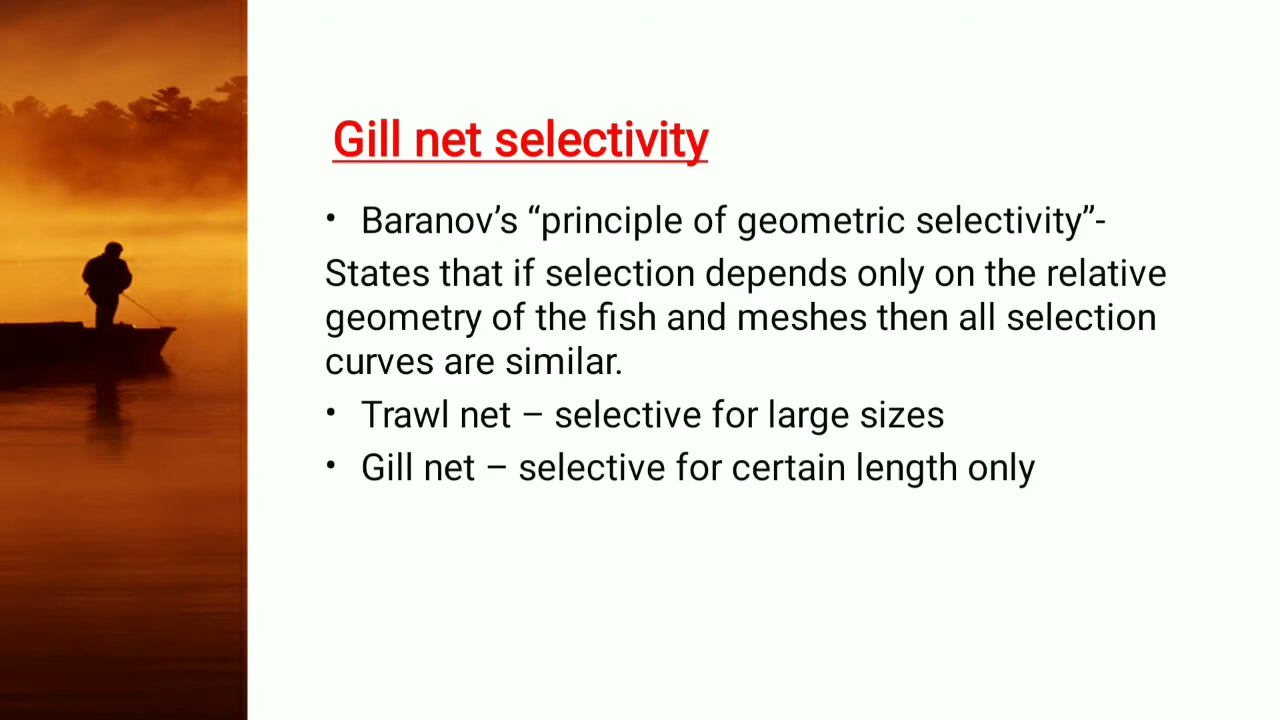 Gill net selectivity
• Baranov’s “principle of geometric selectivity”-
States that if selection depends only on the relative
geometry of the fish and meshes then all selection
curves are similar.
• Trawl net – selective for large sizes
• Gill net – selective for certain length only